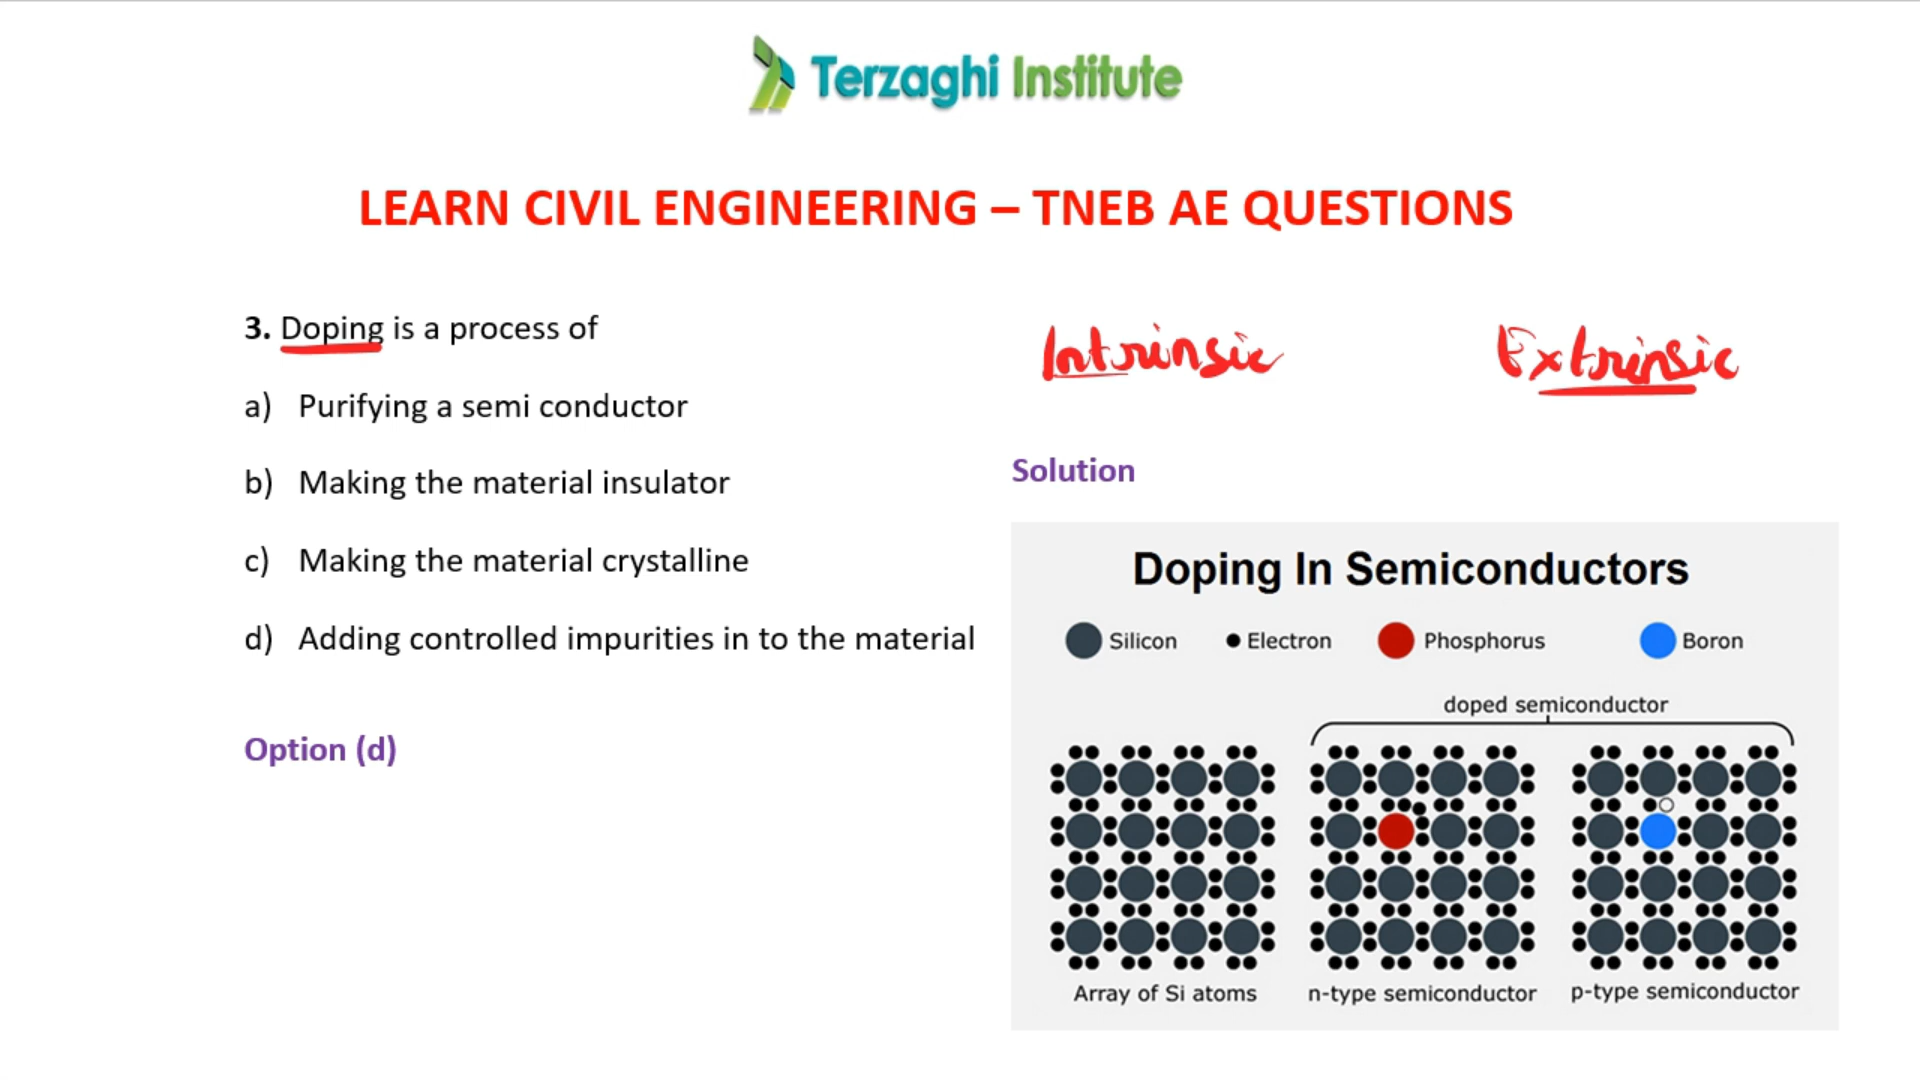 Terzaghi Institute
LEARN CIVIL ENGINEERING – TNEB AE QUESTIONS
3. Doping is a process of
a) Purifying a semi conductor
b) Making the material insulator
c) Making the material crystalline
d) Adding controlled impurities in to the material
Option (d)
Intrinsic
Extrinsic
Solution
Doping In Semiconductors
Silicon
Electron
Phosphorus
Boron
doped semiconductor
Array of Si atoms
n-type semiconductor
p-type semiconductor